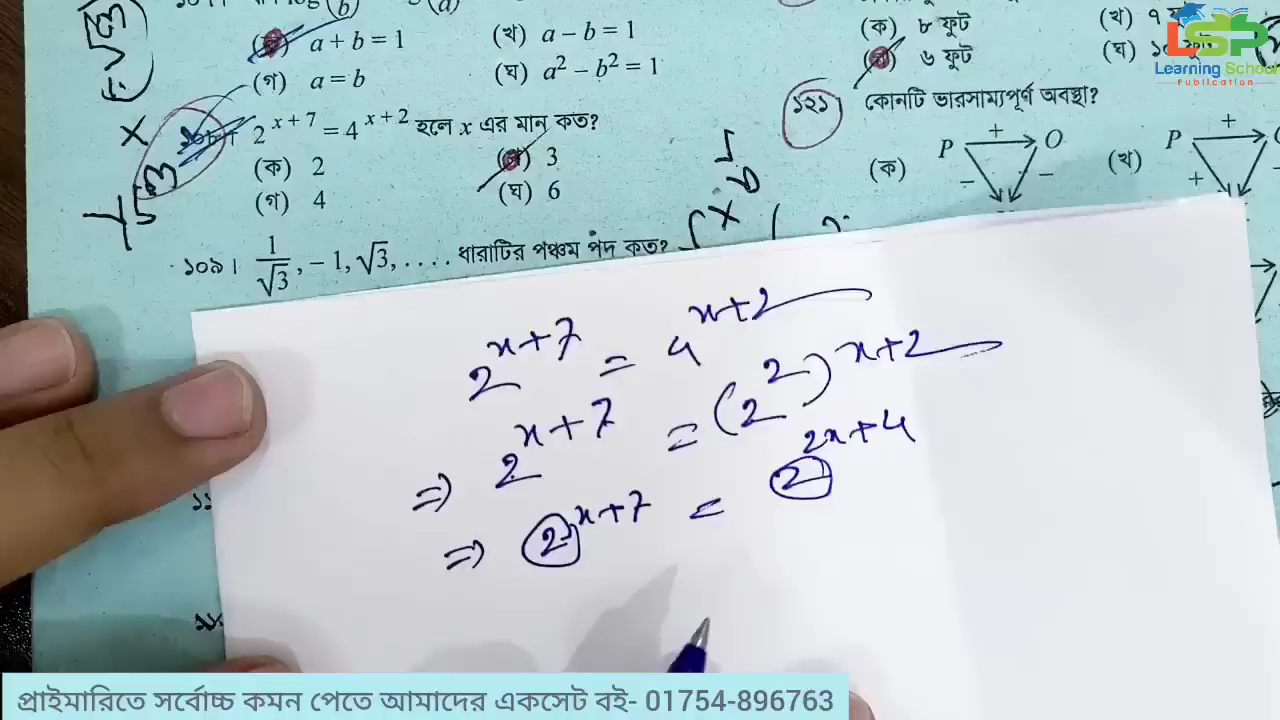 a + b = 1
(খ) a − b = 1
(গ) a = b
(ঘ) a² − b² = 1
2^{x+7} = 4^{x+2} হলে x এর মান কত?
(ক) 2
3
(গ) 4
(ঘ) 6
১০৯। 1/√3, − 1, √3, .... ধারাটির পঞ্চম পদ কত?
(ক) ৮ ফুট
(খ) ৭
৬ ফুট
(ঘ)
১২১
কোনটি ভারসাম্যপূর্ণ অবস্থা?
(ক)
P + O
− −
(খ)
P +
+
2^{x+7} = 4^{x+2}
⇒ 2^{x+7} = (2^2)^{x+2}
⇒ 2^{x+7} = 2^{2x+4}
LSP
Learning School
Publication
প্রাইমারিতে সর্বোচ্চ কমন পেতে আমাদের একসেট বই- 01754-896763